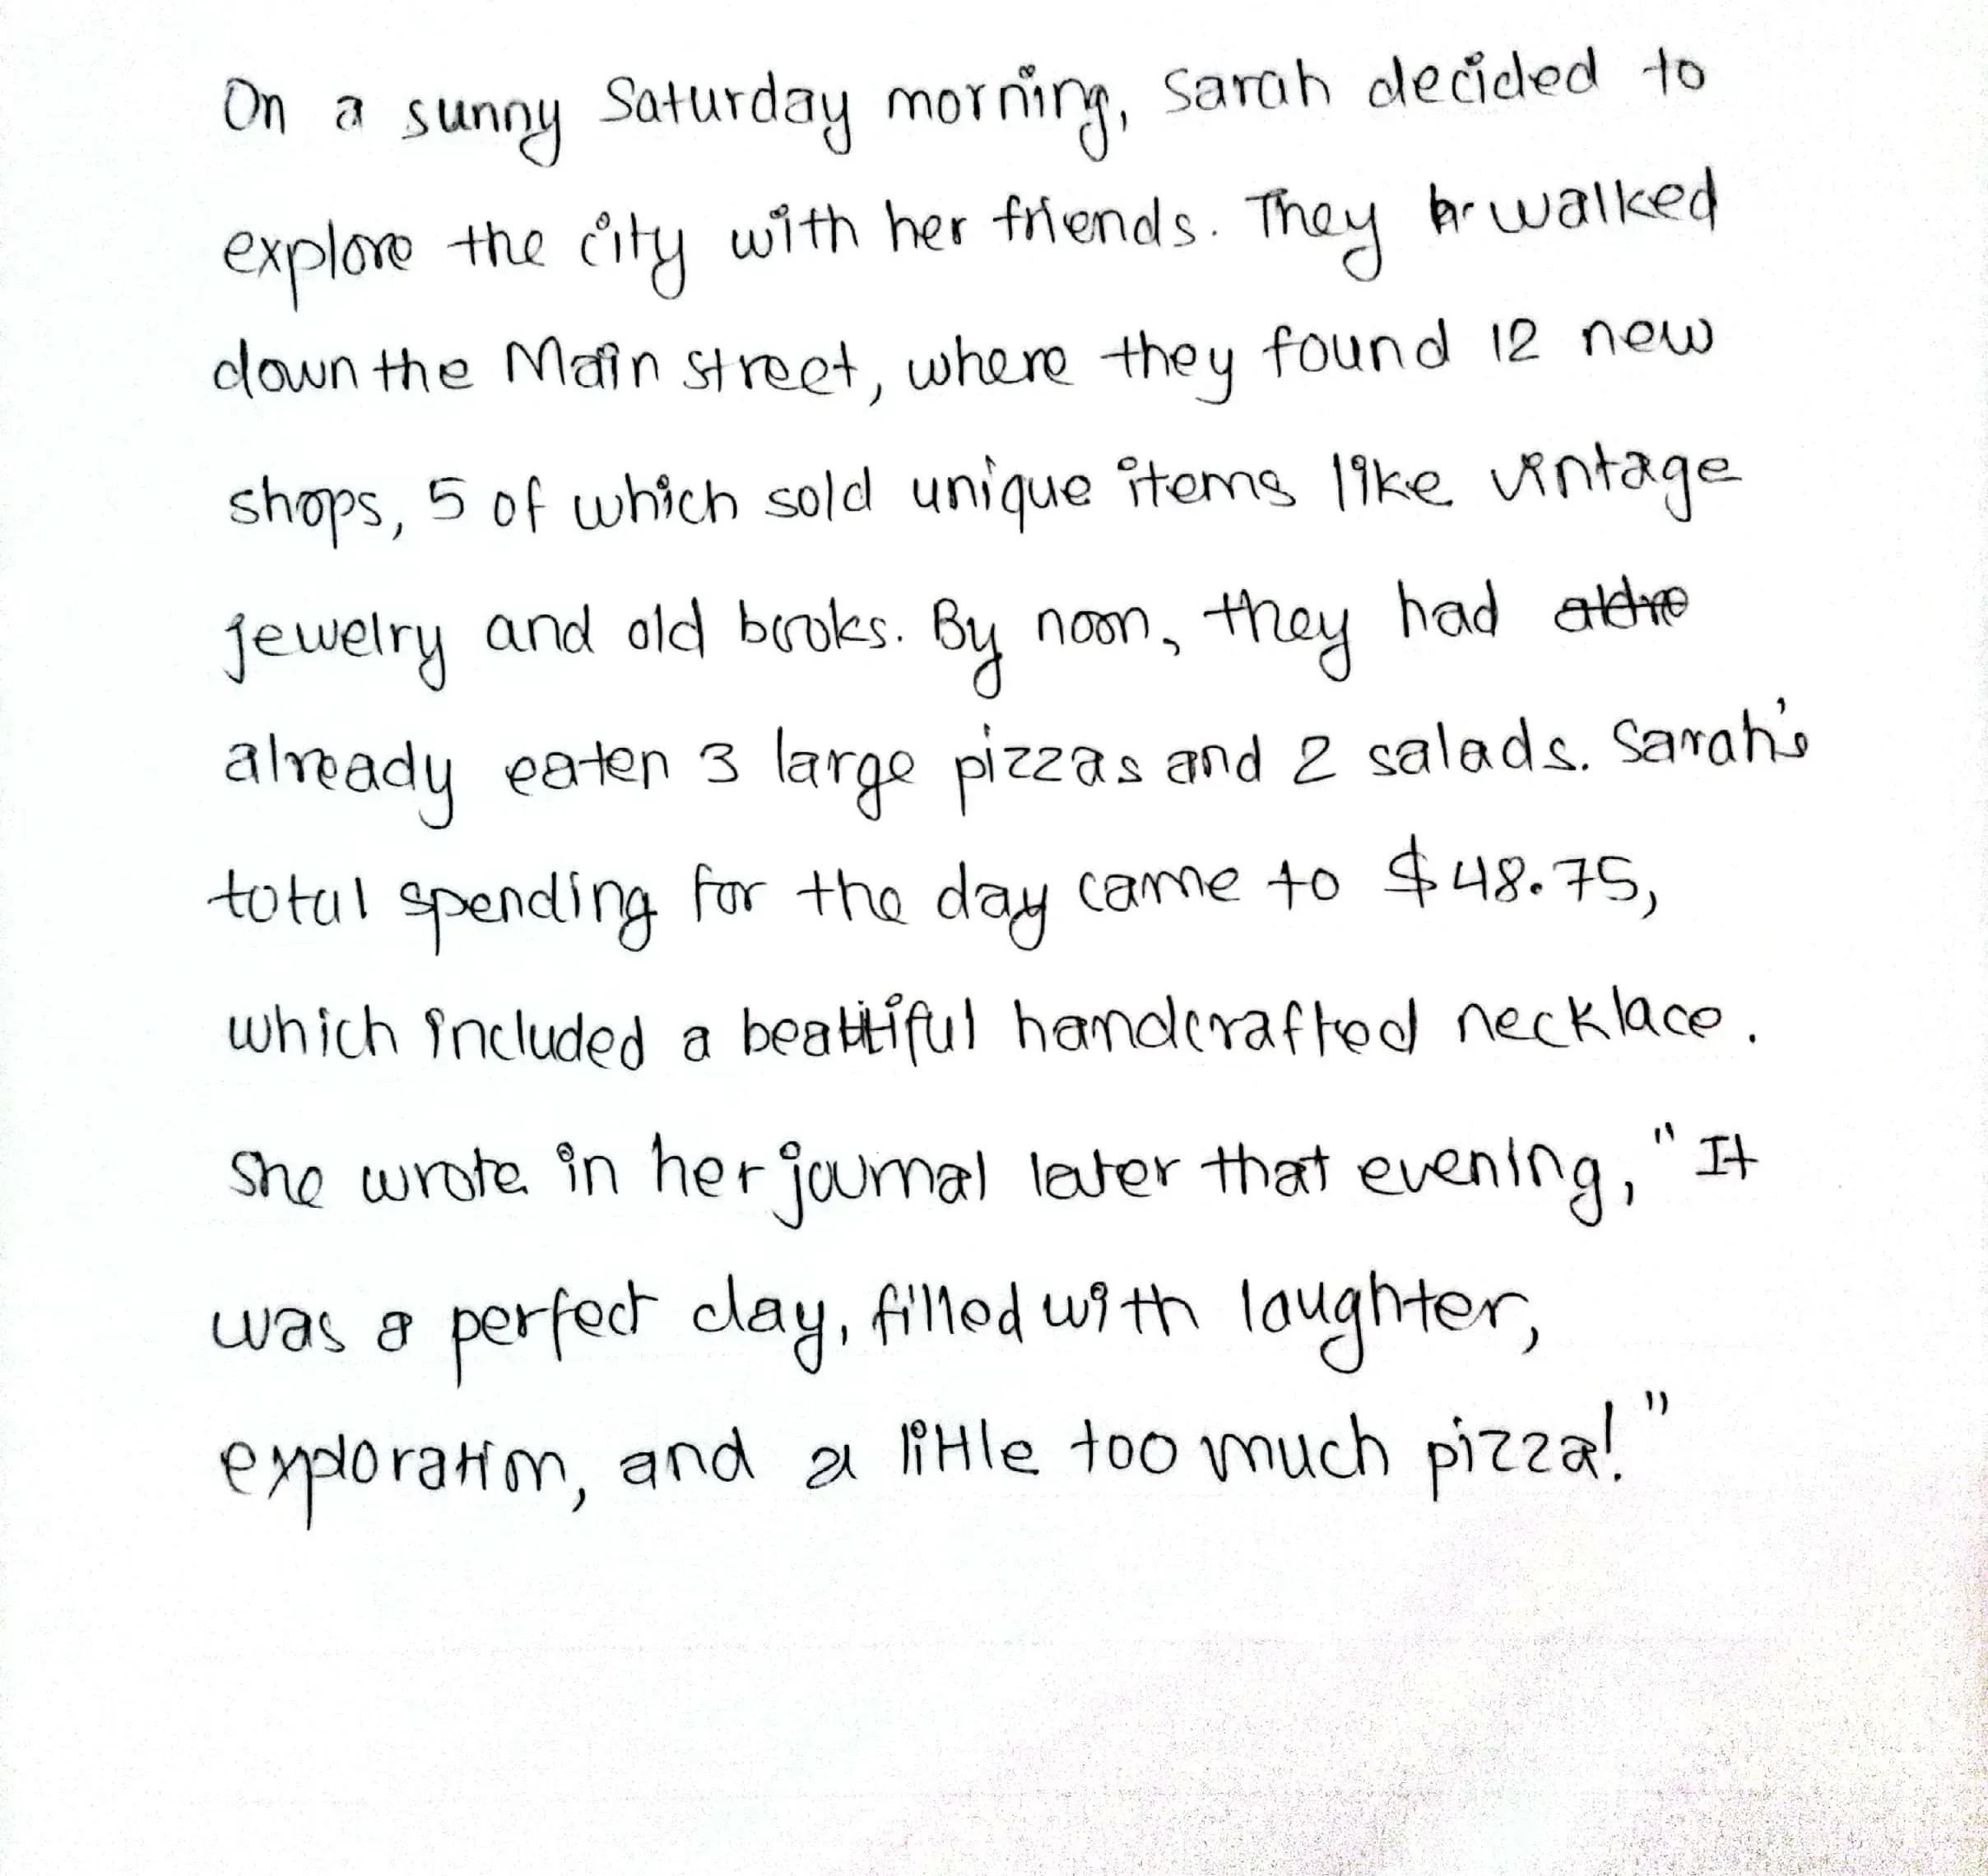 On a sunny Saturday morning, Sarah decided to
explore the city with her friends. They walked
down the Main street, where they found 12 new
shops, 5 of which sold unique items like vintage
jewelry and old books. By noon, they had
already eaten 3 large pizzas and 2 salads. Sarah's
total spending for the day came to $48.75,
which included a beautiful handcrafted necklace.
She wrote in her journal later that evening, "It
was a perfect day, filled with laughter,
exploration, and a little too much pizza!"